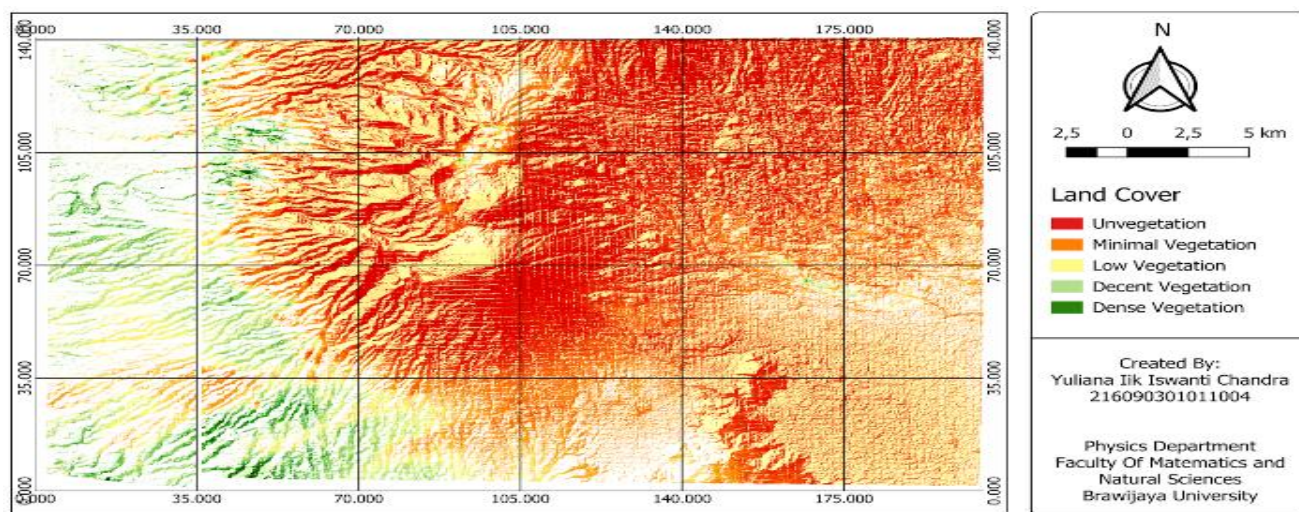 0.000 35.000 70.000 105.000 140.000 175.000
140.000
105.000
70.000
35.000
0.000
140.000
105.000
70.000
35.000
0.000
0.000 35.000 70.000 105.000 140.000 175.000
N
2,5 0 2,5 5 km
Land Cover
Unvegetation
Minimal Vegetation
Low Vegetation
Decent Vegetation
Dense Vegetation
Created By:
Yuliana Iik Iswanti Chandra
216090301011004
Physics Department
Faculty Of Matematics and
Natural Sciences
Brawijaya University